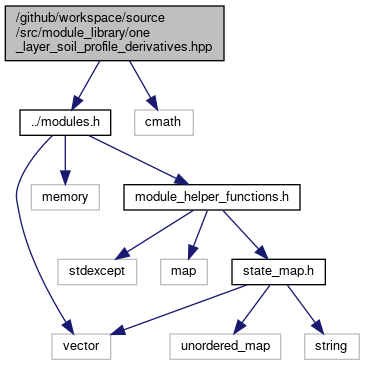 /github/workspace/source
/src/module_library/one
_layer_soil_profile_derivatives.hpp
../modules.h
cmath
memory
module_helper_functions.h
stdexcept
map
state_map.h
vector
unordered_map
string